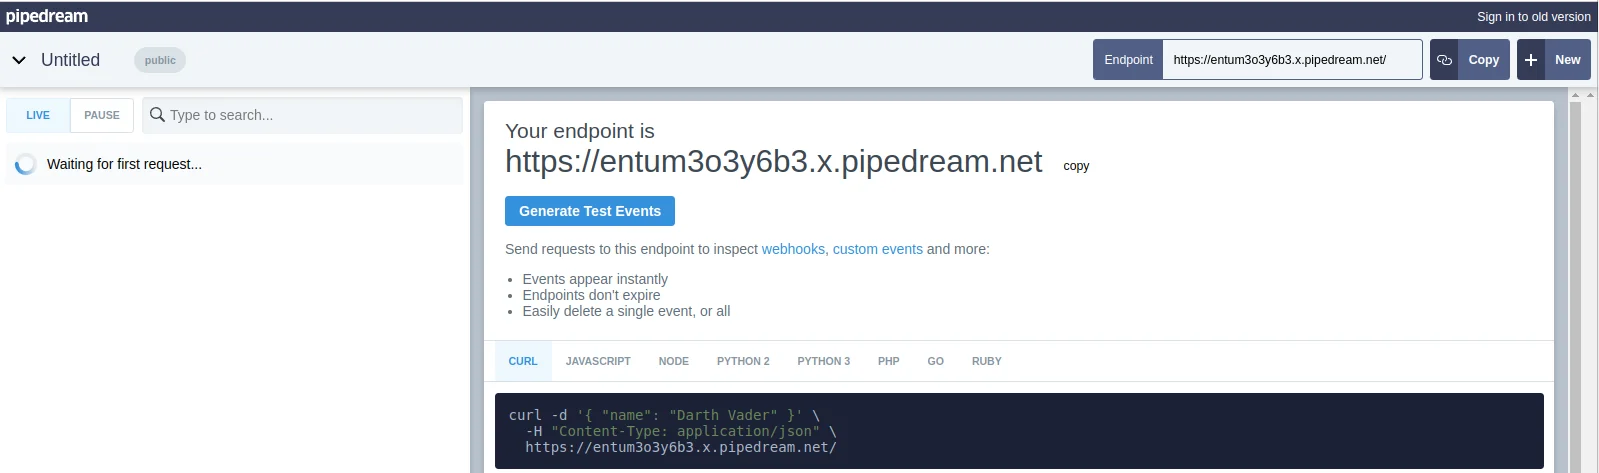 pipedream
Sign in to old version
Untitled
public
Endpoint
https://entum3o3y6b3.x.pipedream.net/
Copy
New
LIVE
PAUSE
Type to search...
Waiting for first request...
Your endpoint is
https://entum3o3y6b3.x.pipedream.net copy
Generate Test Events
Send requests to this endpoint to inspect webhooks, custom events and more:
• Events appear instantly
• Endpoints don't expire
• Easily delete a single event, or all
CURL JAVASCRIPT NODE PYTHON 2 PYTHON 3 PHP GO RUBY
curl -d '{ "name": "Darth Vader" }' \
-H "Content-Type: application/json" \
https://entum3o3y6b3.x.pipedream.net/